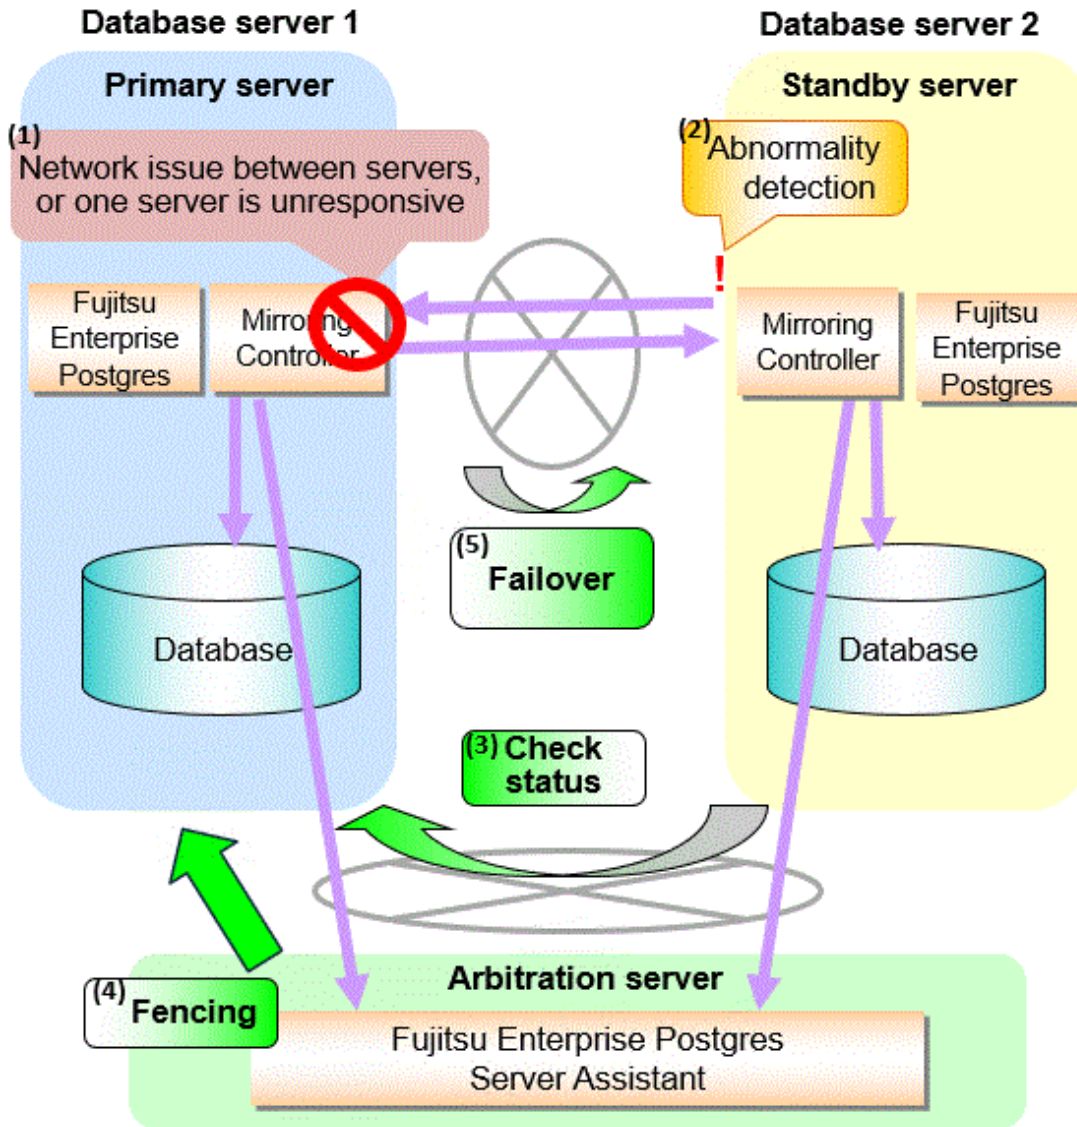 Database server 1
Database server 2
Primary server
Standby server
(1)
Network issue between servers,
or one server is unresponsive
(2) Abnormality
detection
!
Fujitsu
Enterprise
Postgres
Mirroring
Controller
Mirroring
Controller
Fujitsu
Enterprise
Postgres
(5)
Failover
Database
Database
(3) Check
status
Arbitration server
(4)
Fencing
Fujitsu Enterprise Postgres
Server Assistant